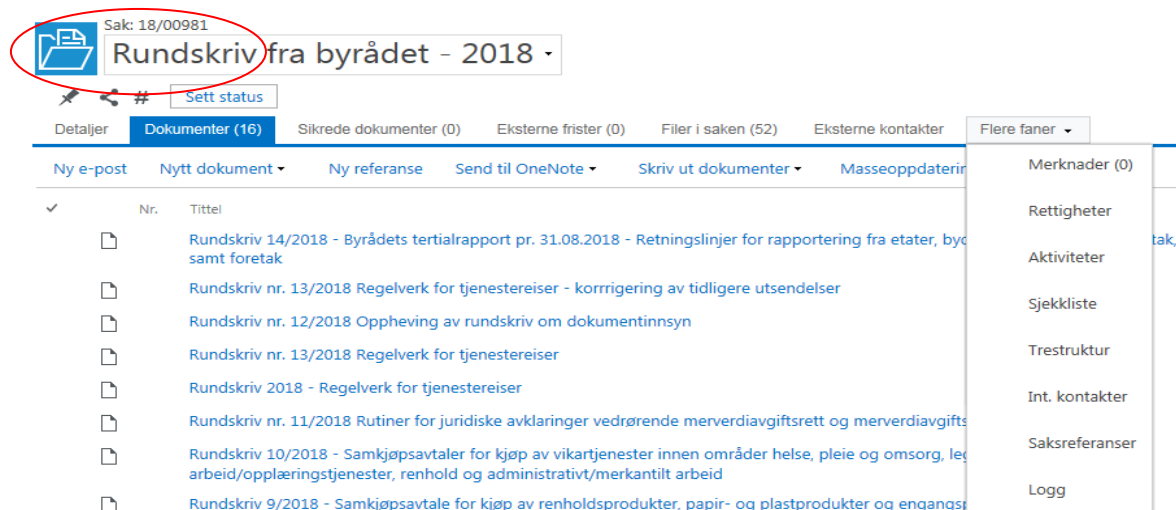 Sak: 18/00981
Rundskriv fra byrådet - 2018
# Sett status
Detaljer Dokumenter (16) Sikrede dokumenter (0) Eksterne frister (0) Filer i saken (52) Eksterne kontakter Flere faner
Ny e-post Nytt dokument Ny referanse Send til OneNote Skriv ut dokumenter Masseoppdaterin
Merknader (0)
Rettigheter
Aktiviteter
Sjekkliste
Trestruktur
Int. kontakter
Saksreferanser
Logg
Nr. Tittel
Rundskriv 14/2018 - Byrådets tertialrapport pr. 31.08.2018 - Retningslinjer for rapportering fra etater, byd tak,
samt foretak
Rundskriv nr. 13/2018 Regelverk for tjenestereiser - korrrigering av tidligere utsendelser
Rundskriv nr. 12/2018 Oppheving av rundskriv om dokumentinnsyn
Rundskriv nr. 13/2018 Regelverk for tjenestereiser
Rundskriv 2018 - Regelverk for tjenestereiser
Rundskriv nr. 11/2018 Rutiner for juridiske avklaringer vedrørende merverdiavgiftsrett og merverdiavgifts
Rundskriv 10/2018 - Samkjøpsavtaler for kjøp av vikartjenester innen områder helse, pleie og omsorg, leg
arbeid/opplæringstjenester, renhold og administrativt/merkantilt arbeid
Rundskriv 9/2018 - Samkjøpsavtale for kjøp av renholdsprodukter, papir- og plastprodukter og engangsp